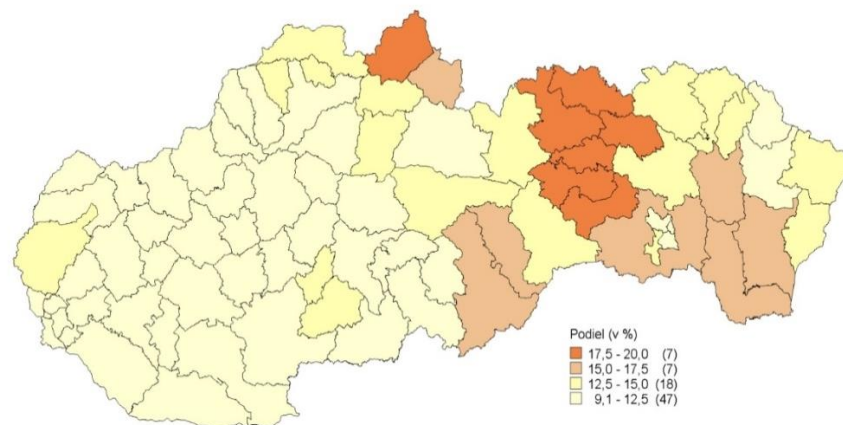 Podiel (v %)
17,5 - 20,0 (7)
15,0 - 17,5 (7)
12,5 - 15,0 (18)
9,1 - 12,5 (47)